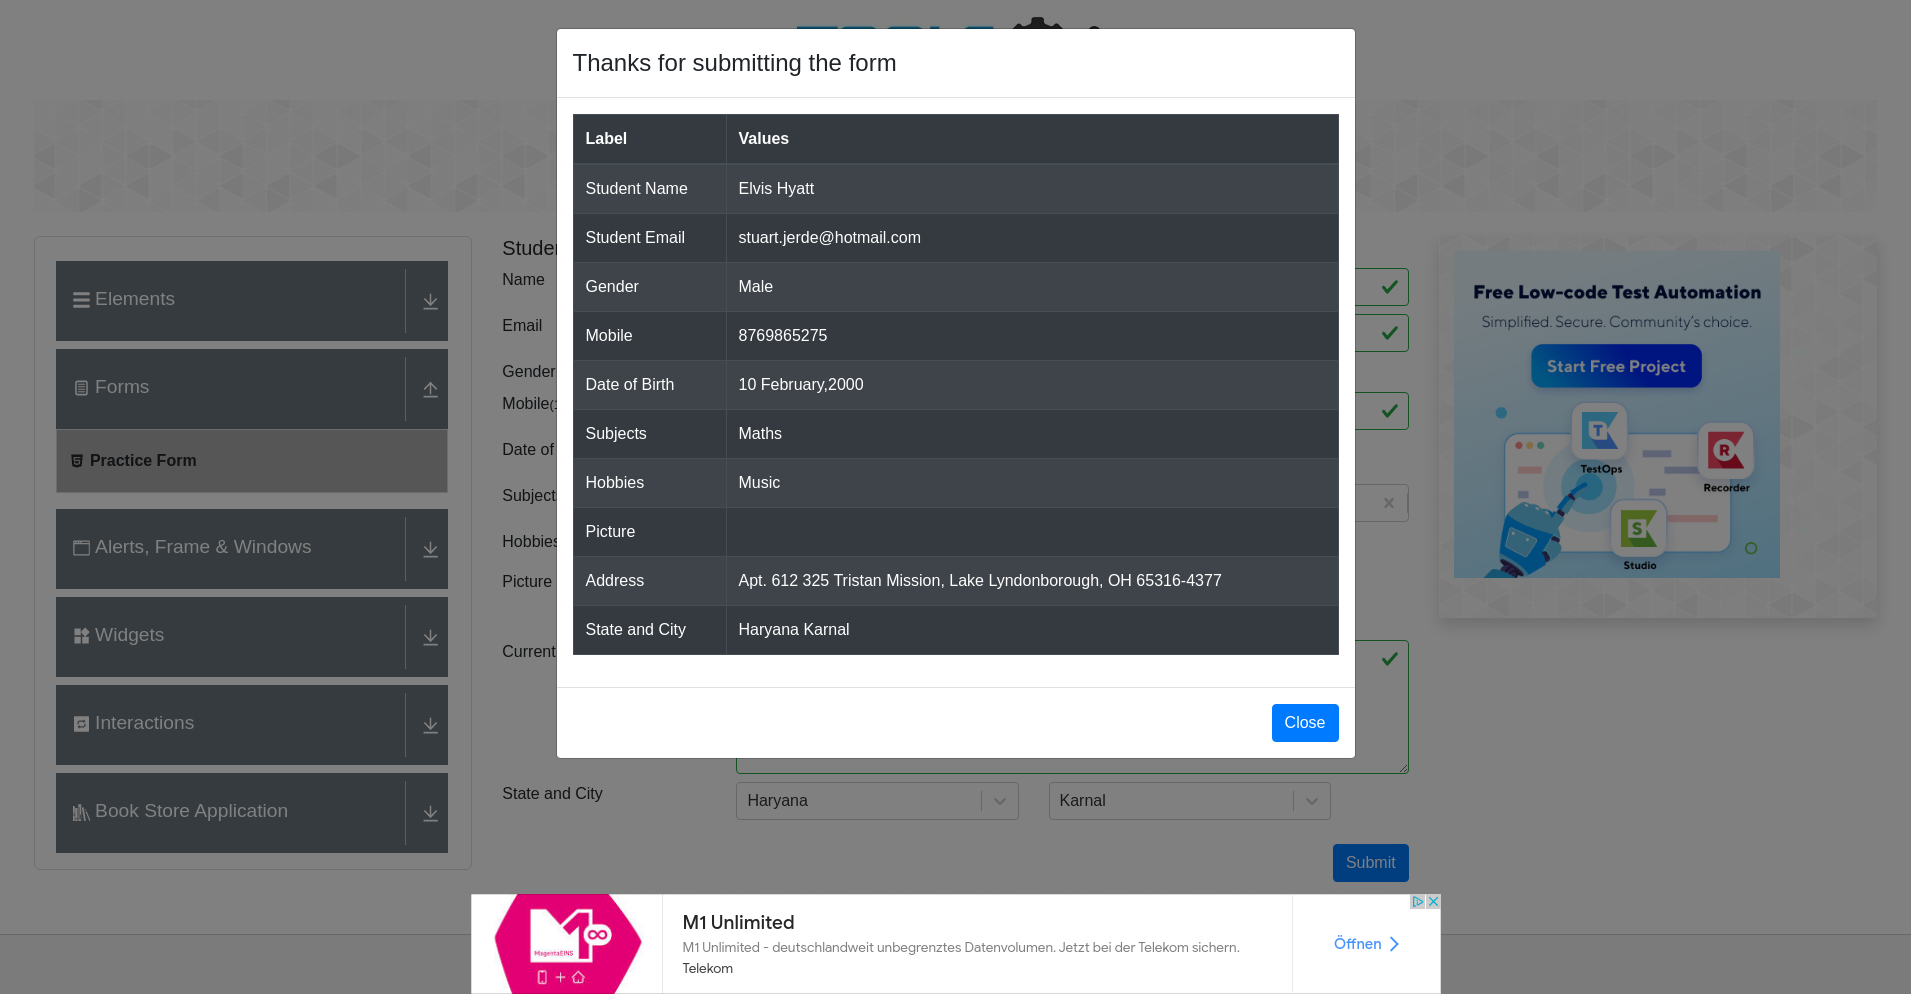 Thanks for submitting the form
Label Values
Student Name Elvis Hyatt
Student Email stuart.jerde@hotmail.com
Gender Male
Mobile 8769865275
Date of Birth 10 February,2000
Subjects Maths
Hobbies Music
Picture
Address Apt. 612 325 Tristan Mission, Lake Lyndonborough, OH 65316-4377
State and City Haryana Karnal
Close
Elements
Forms
Practice Form
Alerts, Frame & Windows
Widgets
Interactions
Book Store Application
Name
Email
Gender
Mobile
Date of
Hobbies
Picture
Current
State and City
Haryana
Karnal
Submit
Free Low-code Test Automation
Simplified. Secure. Community's choice.
Start Free Project
TestOps
Recorder
Studio
MagentaEINS
M1 Unlimited
M1 Unlimited - deutschlandweit unbegrenztes Datenvolumen. Jetzt bei der Telekom sichern.
Telekom
Öffnen